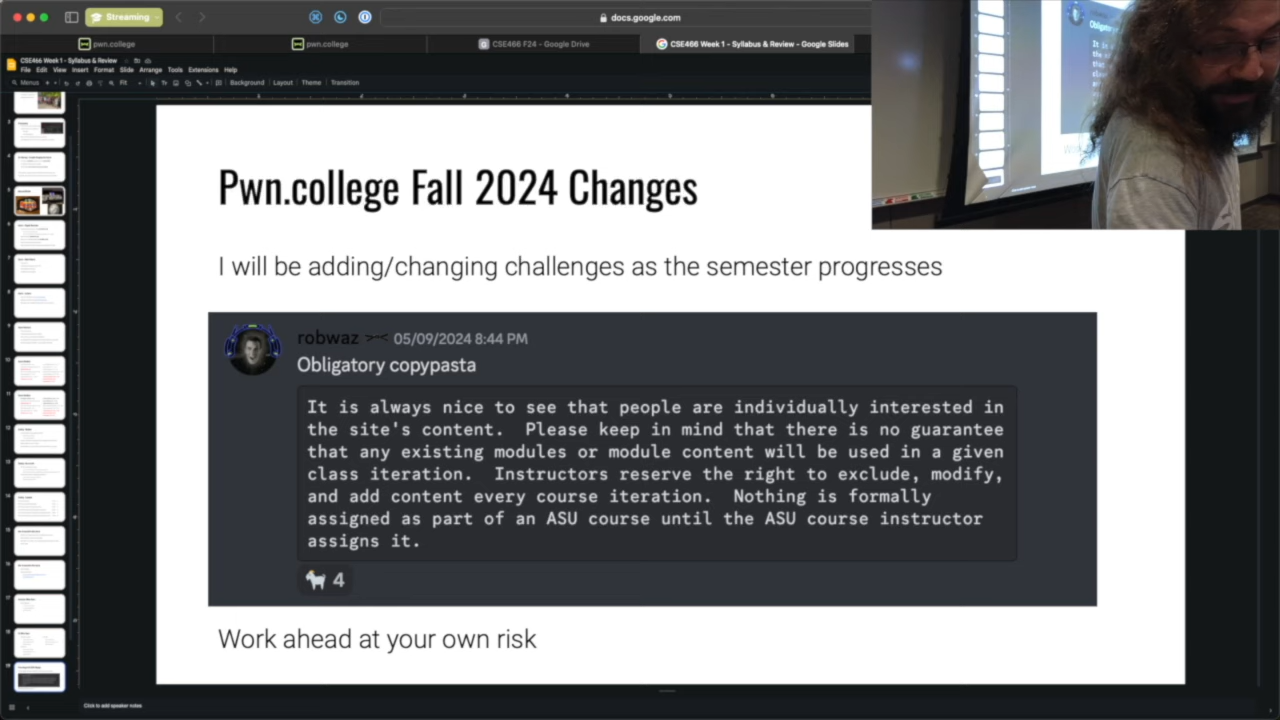 Streaming
docs.google.com
pwn.college
pwn.college
CSE466 F24 - Google Drive
CSE466 Week 1 - Syllabus & Review - Google Slides
CSE466 Week 1 - Syllabus & Review
File Edit View Insert Format Slide Arrange Tools Extensions Help
Menus
Fit
Background Layout Theme Transition
Pwn.college Fall 2024 Changes
I will be adding/changing challenges as the semester progresses
robwaz 05/09/2024 8:44 PM
Obligatory copypasta
It is always nice to see that people are individually interested in
the site's content. Please keep in mind that there is no guarantee
that any existing modules or module content will be used in a given
class iteration. Instructors reserve the right to exclude, modify,
and add content every course iteration. Nothing is formally
assigned as part of an ASU course until the ASU course instructor
assigns it.
4
Work ahead at your own risk
Click to add speaker notes